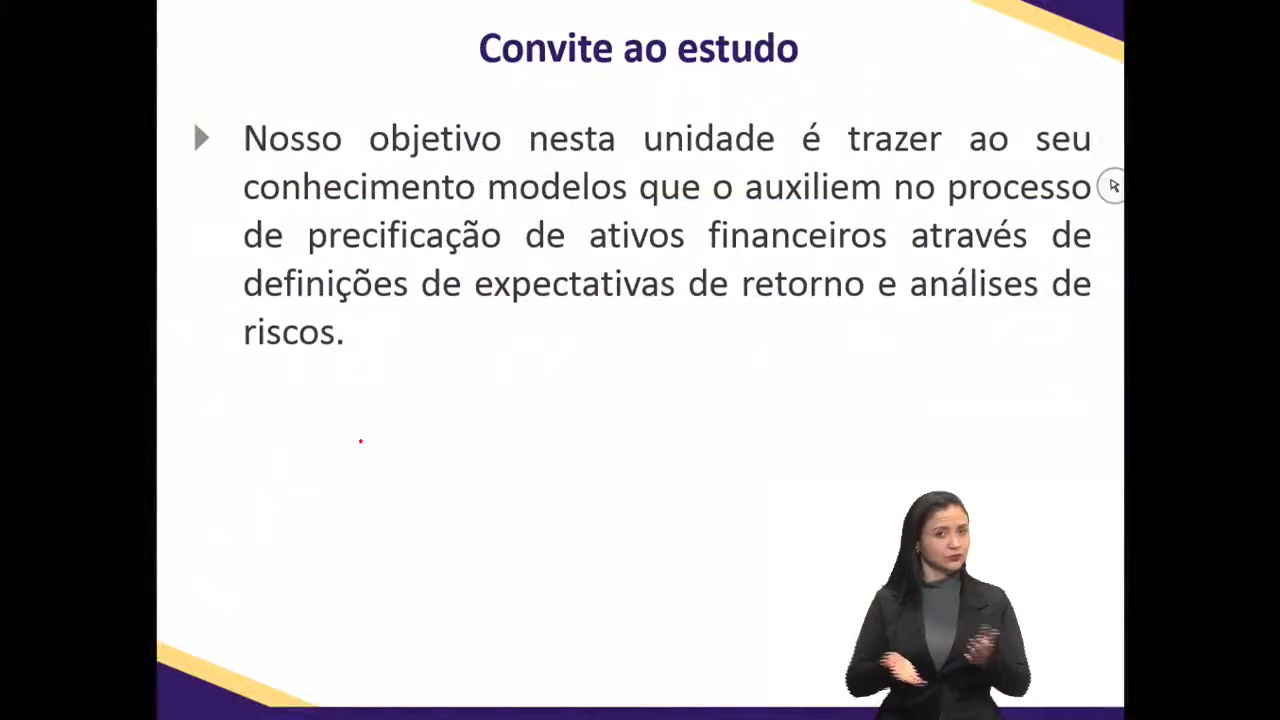 Convite ao estudo
Nosso objetivo nesta unidade é trazer ao seu
conhecimento modelos que o auxiliem no processo
de precificação de ativos financeiros através de
definições de expectativas de retorno e análises de
riscos.